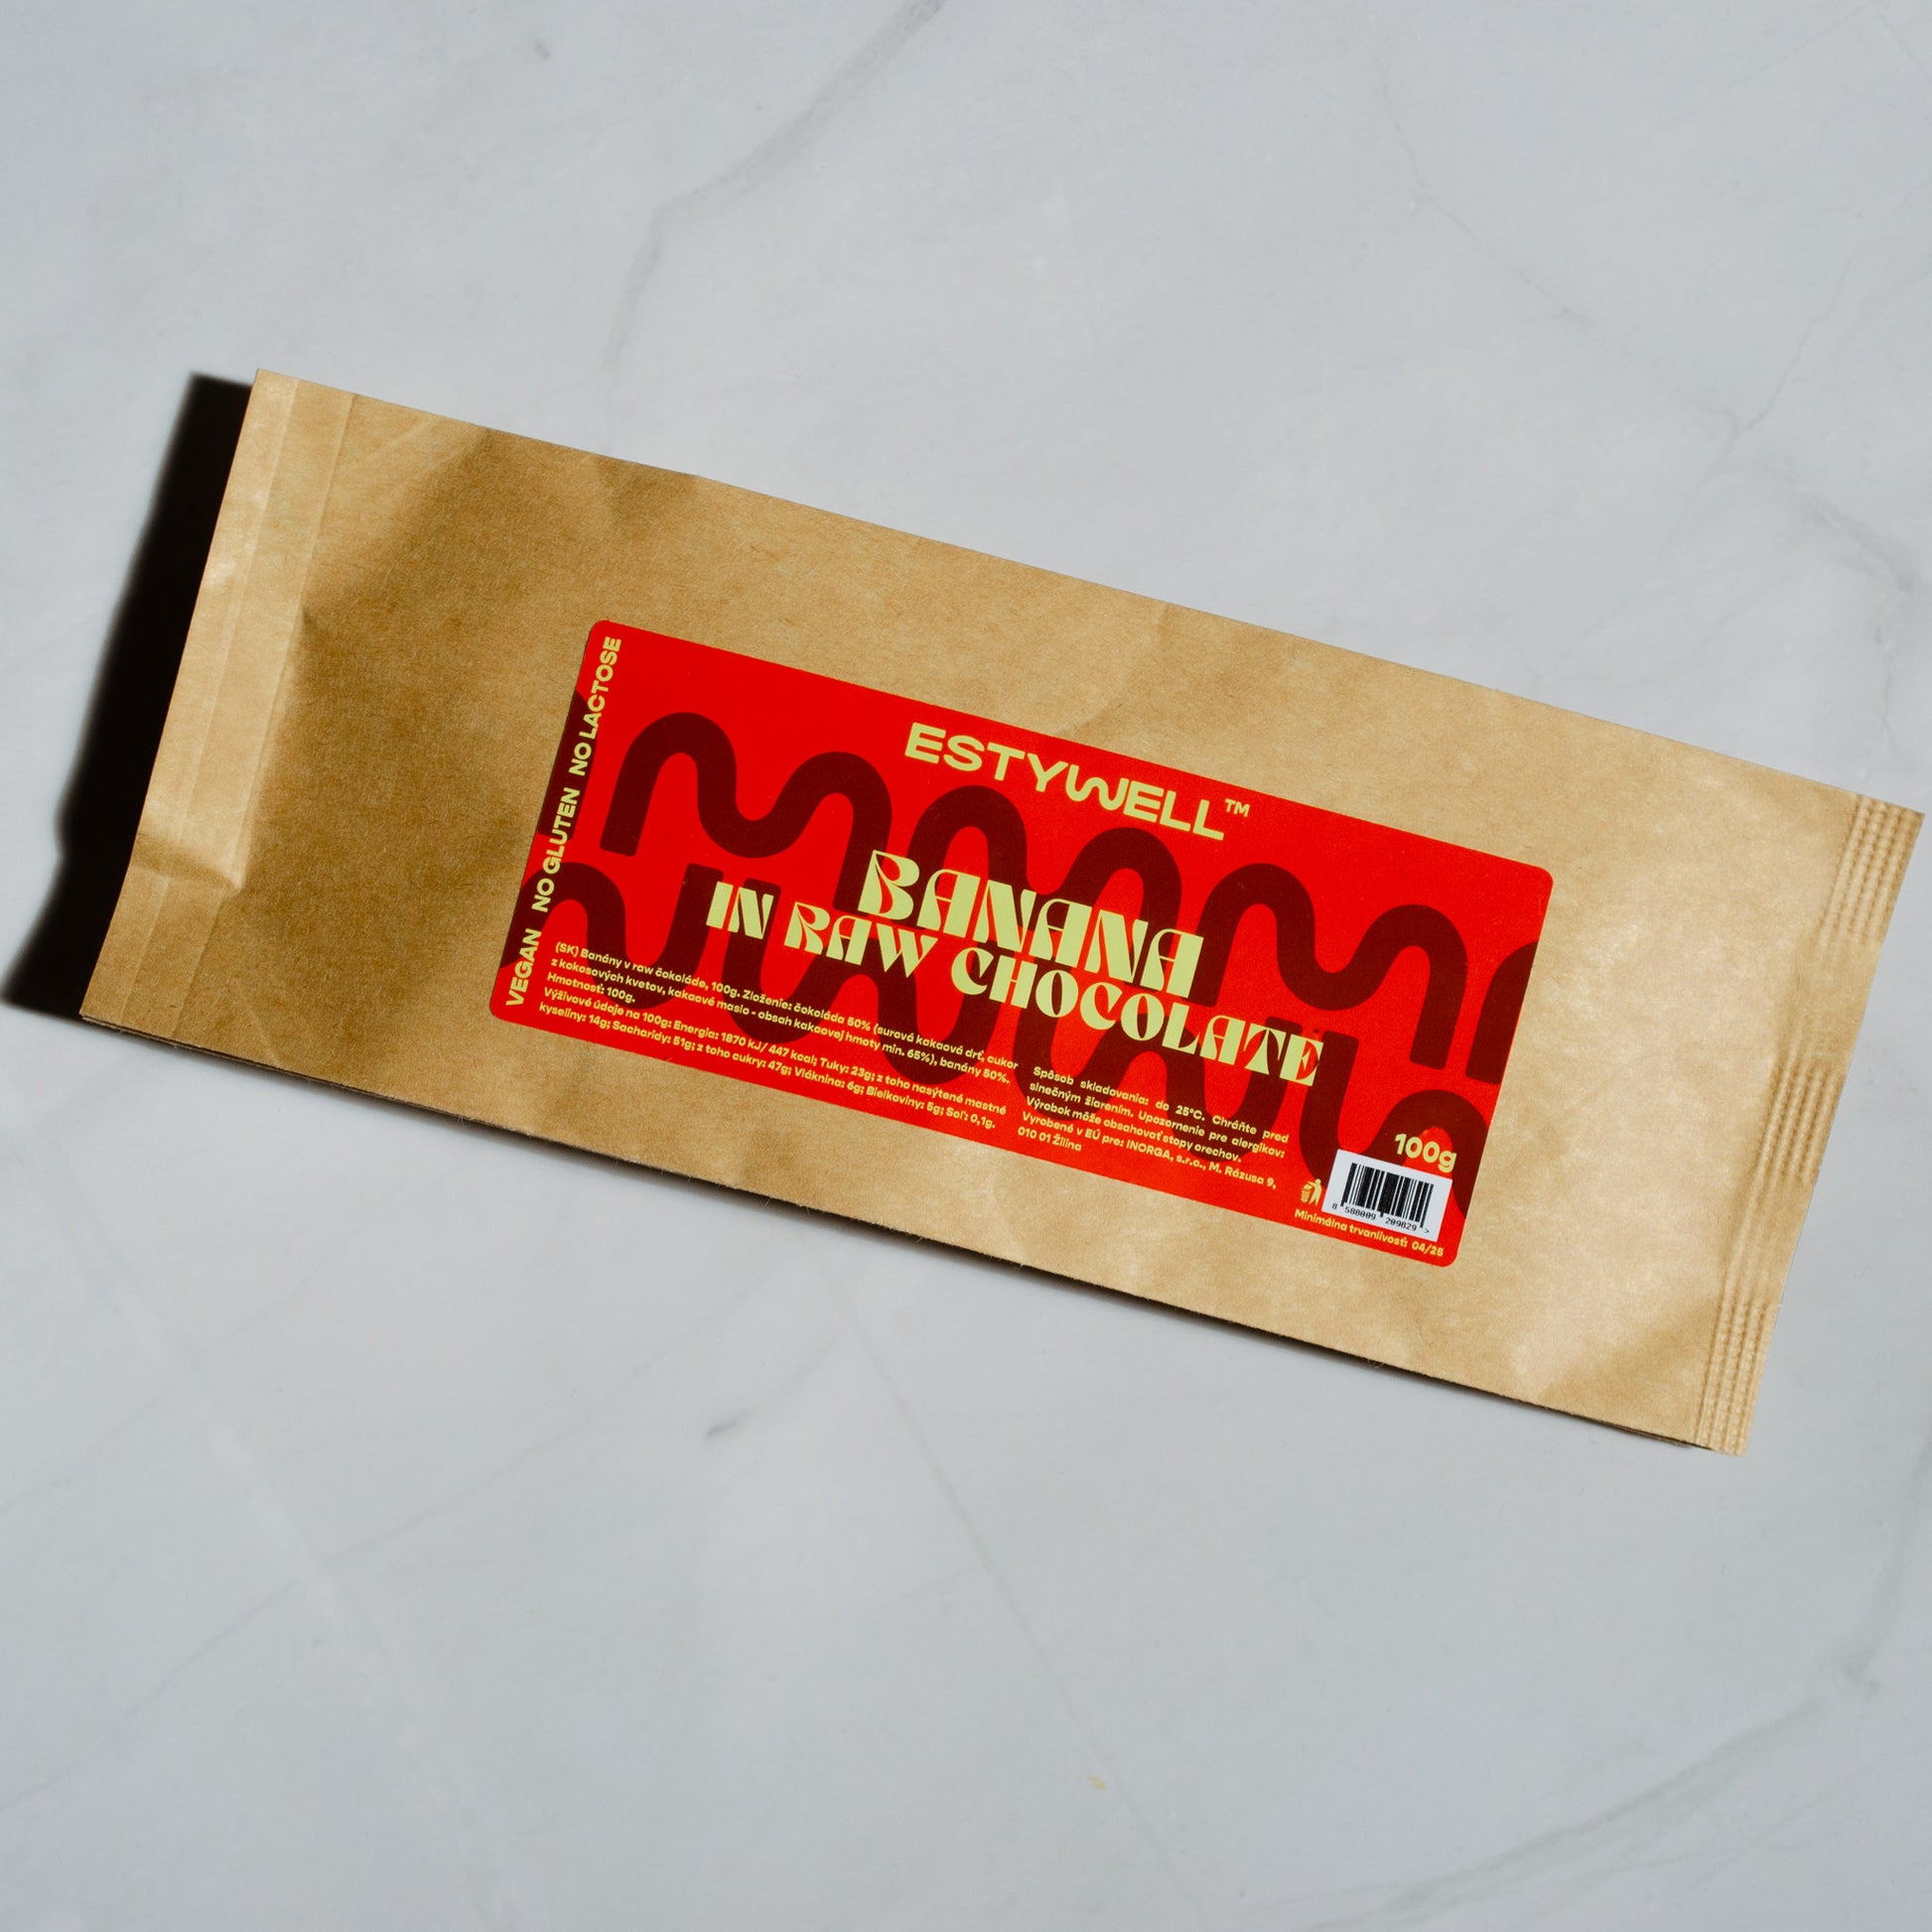 ESTYWELL™
BANANA
IN RAW CHOCOLATE
VEGAN NO GLUTEN NO LACTOSE
(SK) Banány v raw čokoláde, 100g. Zloženie: čokoláda 50% (surová kakaová drť, cukor
z kokosových kvetov, kakaové maslo - obsah kakaovej hmoty min. 65%), banány 50%.
Hmotnosť: 100g.
Výživové údaje na 100g: Energia: 1870 kJ/ 447 kcal; Tuky: 23g; z toho nasýtené mastné
kyseliny: 14g; Sacharidy: 51g; z toho cukry: 47g; Vláknina: 6g; Bielkoviny: 5g; Soľ: 0,1g.
Spôsob skladovania: do 25°C. Chráňte pred
slnečným žiarením. Upozornenie pre alergikov:
Výrobok môže obsahovať stopy orechov.
Vyrobené v EÚ pre: INORGA, s.r.o., M. Rázusa 9,
010 01 Žilina
100g
8 588009 209829 >
Minimálna trvanlivosť: 04/25